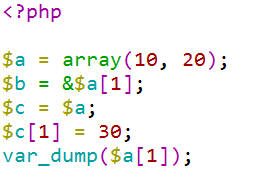 <?php
$a = array(10, 20);
$b = &$a[1];
$c = $a;
$c[1] = 30;
var_dump($a[1]);